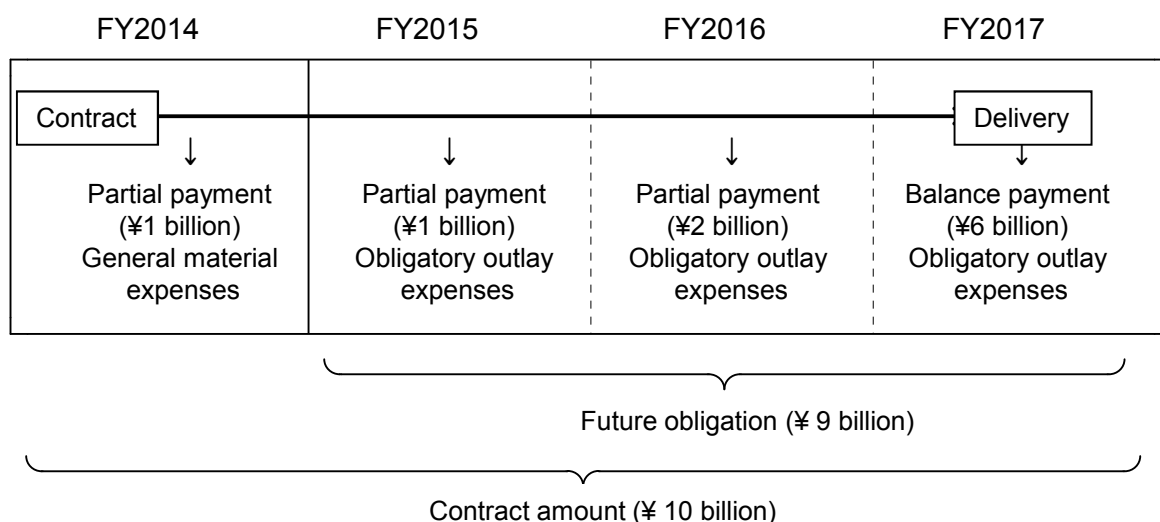 FY2014
FY2015
FY2016
FY2017
Contract
Delivery
Partial payment
(¥1 billion)
General material
expenses
Partial payment
(¥1 billion)
Obligatory outlay
expenses
Partial payment
(¥2 billion)
Obligatory outlay
expenses
Balance payment
(¥6 billion)
Obligatory outlay
expenses
Future obligation (¥ 9 billion)
Contract amount (¥ 10 billion)